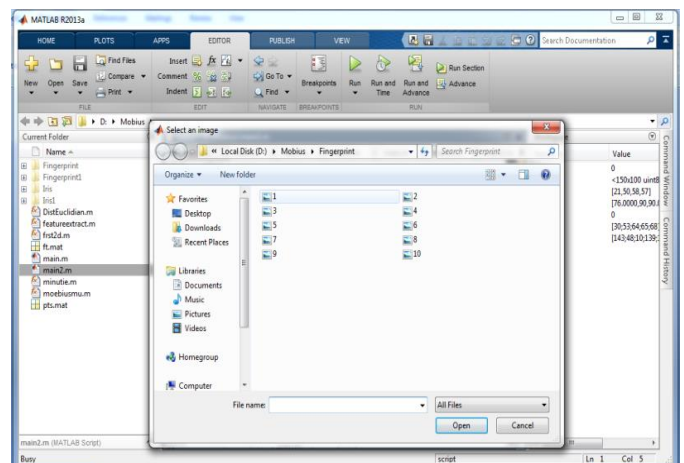 MATLAB R2013a
HOME PLOTS APPS EDITOR PUBLISH VIEW Search Documentation
New Open Save Find Files Compare Print Insert fx Comment Indent Go To Find Breakpoints Run Run and Time Run and Advance Run Section Advance
FILE EDIT NAVIGATE BREAKPOINTS RUN
D: ▸ Mobius
Current Folder
Name
Fingerprint
Fingerprint1
Iris
Iris1
DistEuclidian.m
featureextract.m
frst2d.m
ft.mat
main.m
main2.m
minutie.m
moebiusmu.m
pts.mat
main2.m (MATLAB Script)
Busy
Select an image
« Local Disk (D:) ▸ Mobius ▸ Fingerprint
Search Fingerprint
Organize New folder
Favorites
Desktop
Downloads
Recent Places
Libraries
Documents
Music
Pictures
Videos
Homegroup
Computer
1 2
3 4
5 6
7 8
9 10
File name: All Files
Open Cancel
Value
0
<150x100 uint8
[21,50,58,57]
[76.0000,90,90.
0
[30;53;64;65;68
[143;48;10;139;
Command Window
Command History
script Ln 1 Col 5